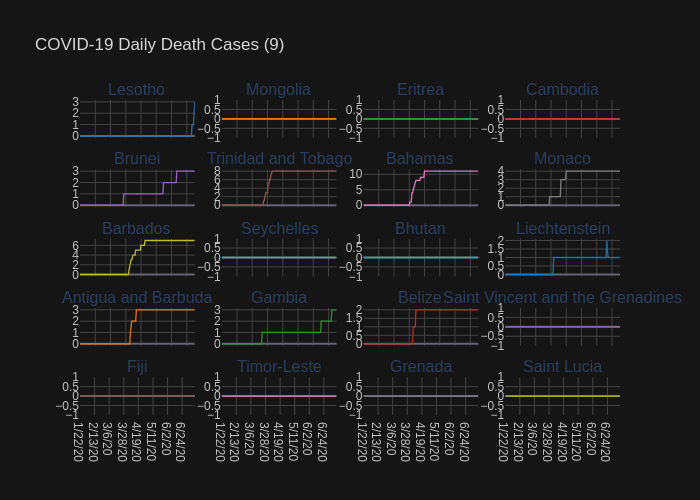 COVID-19 Daily Death Cases (9)
Lesotho Mongolia Eritrea Cambodia
3 2 1 0
1 0.5 0 −0.5 −1
1 0.5 0 −0.5 −1
1 0.5 0 −0.5 −1
Brunei Trinidad and Tobago Bahamas Monaco
3 2 1 0
8 6 4 2 0
10 5 0
4 3 2 1 0
Barbados Seychelles Bhutan Liechtenstein
6 4 2 0
1 0.5 0 −0.5 −1
1 0.5 0 −0.5 −1
2 1.5 1 0.5 0
Antigua and Barbuda Gambia Belize Saint Vincent and the Grenadines
3 2 1 0
3 2 1 0
2 1.5 1 0.5 0
1 0.5 0 −0.5 −1
Fiji Timor-Leste Grenada Saint Lucia
1 0.5 0 −0.5 −1
1 0.5 0 −0.5 −1
1 0.5 0 −0.5 −1
1 0.5 0 −0.5 −1
1/22/20 2/13/20 3/6/20 3/28/20 4/19/20 5/11/20 6/2/20 6/24/20
1/22/20 2/13/20 3/6/20 3/28/20 4/19/20 5/11/20 6/2/20 6/24/20
1/22/20 2/13/20 3/6/20 3/28/20 4/19/20 5/11/20 6/2/20 6/24/20
1/22/20 2/13/20 3/6/20 3/28/20 4/19/20 5/11/20 6/2/20 6/24/20